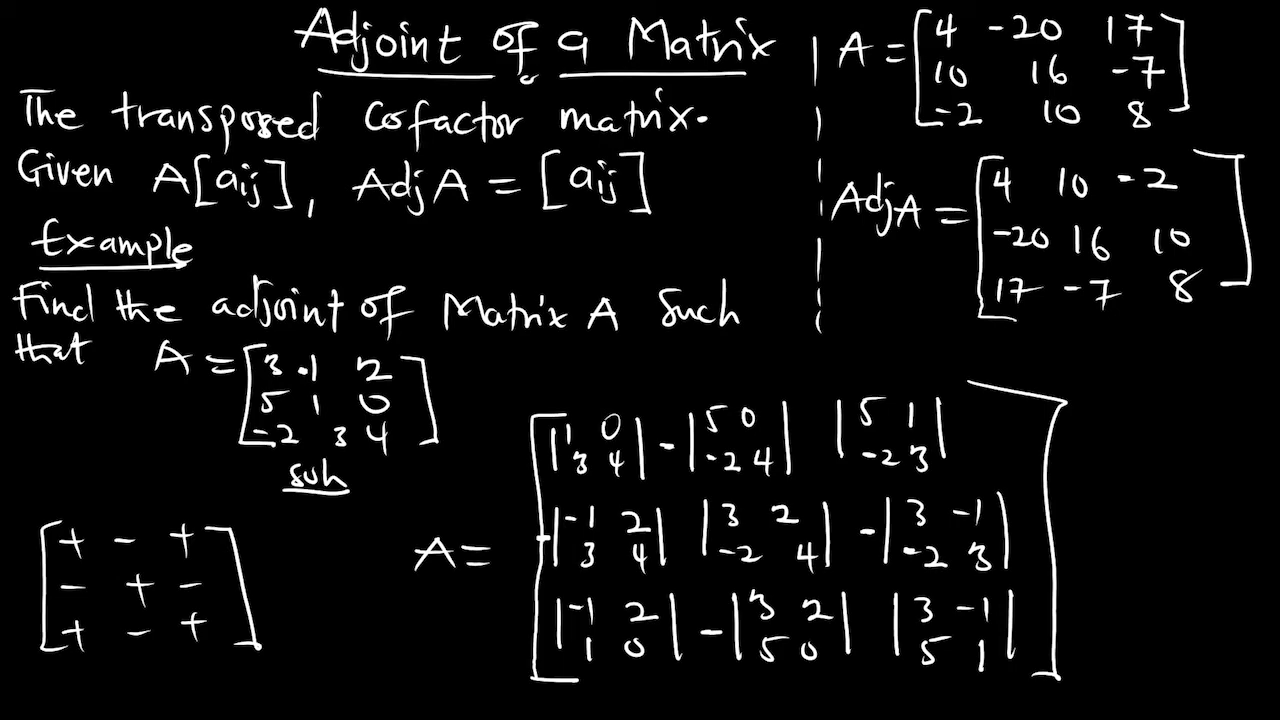 Adjoint of a Matrix
The transposed cofactor matrix.
Given A[aij], AdjA = [aij]
Example
Find the adjoint of Matrix A Such
that A = [3 -1 2
5 1 0
-2 3 4]
soln
[+ - +
- + -
+ - +]
A = [|1 0| -|5 0| |5 1|
|3 4| |-2 4| |-2 3|
-|-1 2| |3 2| -|3 -1|
|3 4| |-2 4| |-2 3|
|-1 2| -|3 2| |3 -1|
|1 0| |5 0| |5 1|]
A = [4 -20 17
10 16 -7
-2 10 8]
AdjA = [4 10 -2
-20 16 10
17 -7 8]